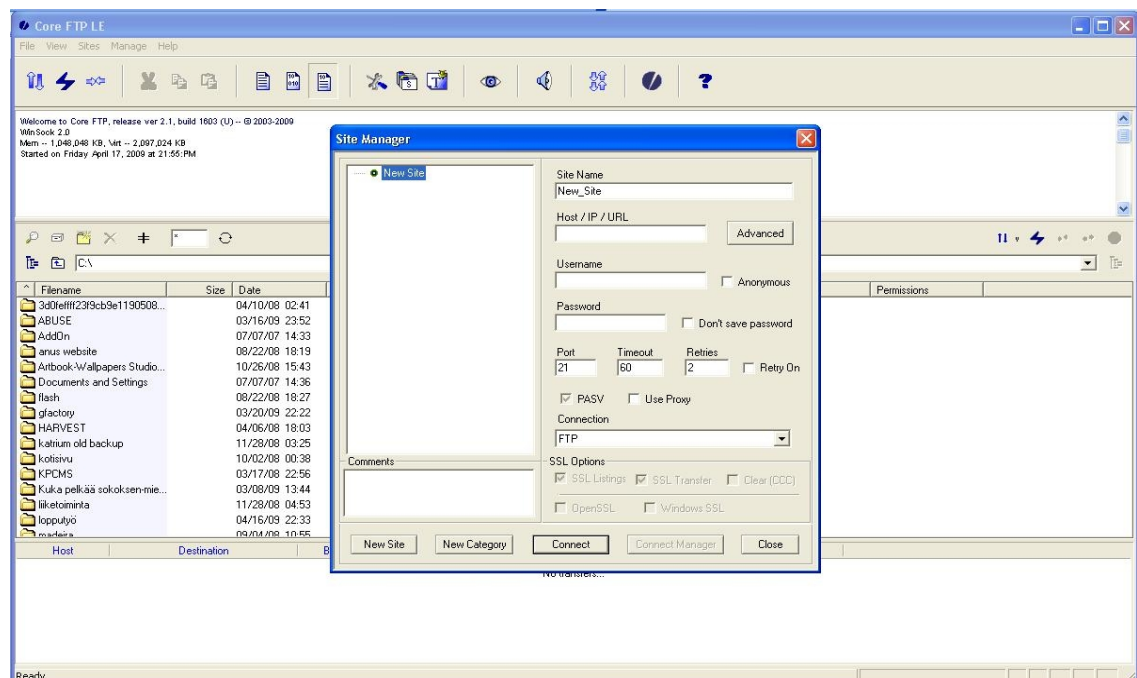 Core FTP LE
File View Sites Manage Help
Welcome to Core FTP, release ver 2.1, build 1603 (U) -- © 2003-2009
WinSock 2.0
Mem -- 1,048,048 KB, Virt -- 2,097,024 KB
Started on Friday April 17, 2009 at 21:55:PM
C:\
^ Filename Size Date Permissions
3d0feffff23f9cb9e1190508... 04/10/08 02:41
ABUSE 03/16/09 23:52
AddOn 07/07/07 14:33
anus website 08/22/08 18:19
Artbook-Wallpapers Studio... 10/26/08 15:43
Documents and Settings 07/07/07 14:36
flash 08/22/08 18:27
gfactory 03/20/09 22:22
HARVEST 04/06/08 18:03
katrium old backup 11/28/08 03:25
kotisivu 10/02/08 00:38
KPCMS 03/17/08 22:56
Kuka pelkää sokoksen-mie... 03/08/09 13:44
liiketoiminta 11/28/08 04:53
lopputyö 04/16/09 22:33
madeira 09/04/08 10:55
Site Manager
New Site
Site Name
New_Site
Host / IP / URL
Advanced
Username
Anonymous
Password
Don't save password
Port Timeout Retries
21 60 2 Retry On
PASV Use Proxy
Connection
FTP
Comments
SSL Options
SSL Listings SSL Transfer Clear (CCC)
OpenSSL Windows SSL
New Site New Category Connect Connect Manager Close
Host Destination
No transfers...
Ready